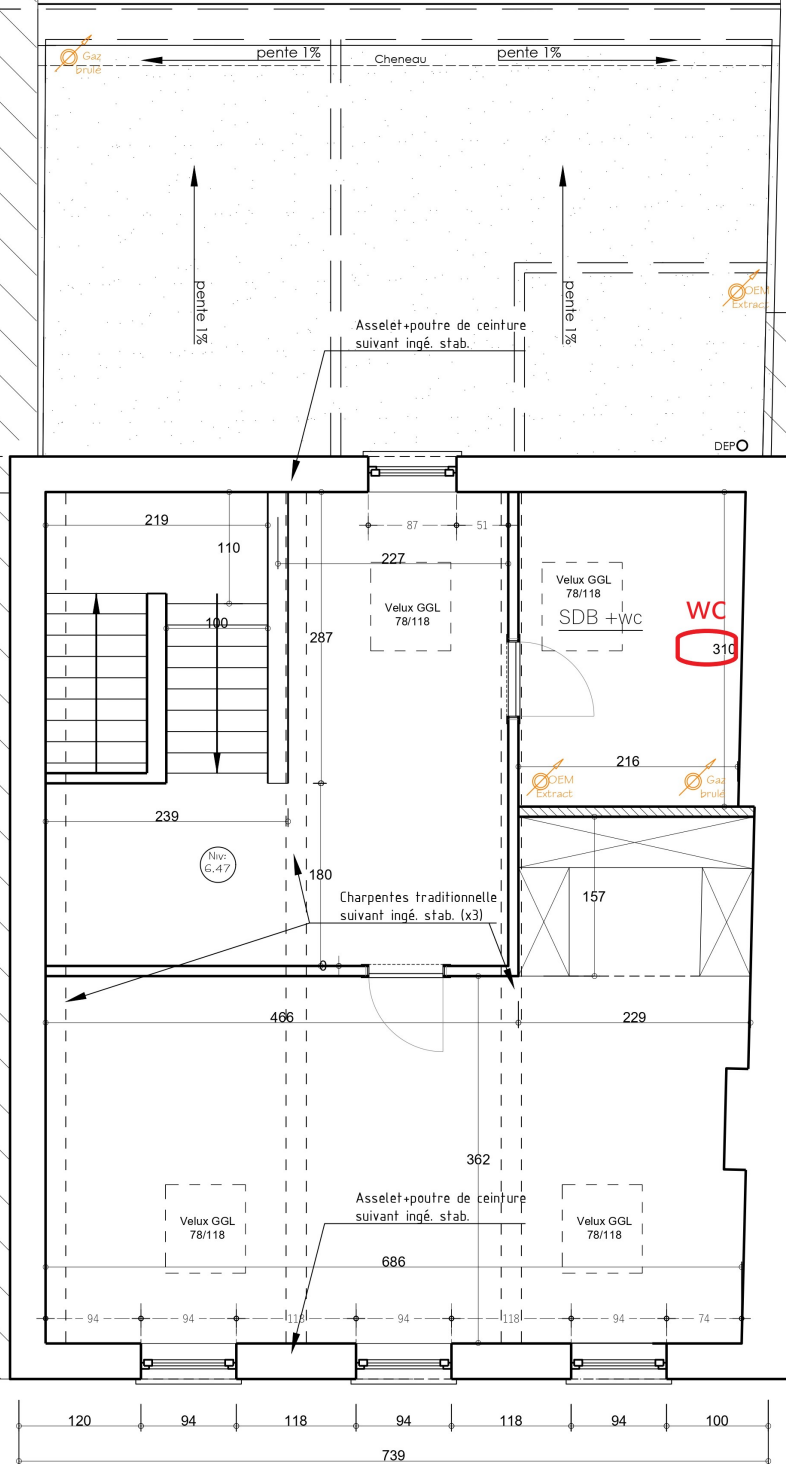 Gaz
brulé
pente 1%
Cheneau
pente 1%
pente 1%
pente 1%
OEM
Extract
Asselet+poutre de ceinture
suivant ingé. stab.
DEP
219
110
87
51
227
Velux GGL
78/118
Velux GGL
78/118
SDB +wc
WC
100
287
310
216
OEM
Extract
Gaz
brulé
239
Niv:
6.47
180
157
Charpentes traditionnelle
suivant ingé. stab. (x3)
0
466
229
362
Velux GGL
78/118
Asselet+poutre de ceinture
suivant ingé. stab.
Velux GGL
78/118
686
94
94
118
94
118
94
74
120
94
118
94
118
94
100
739